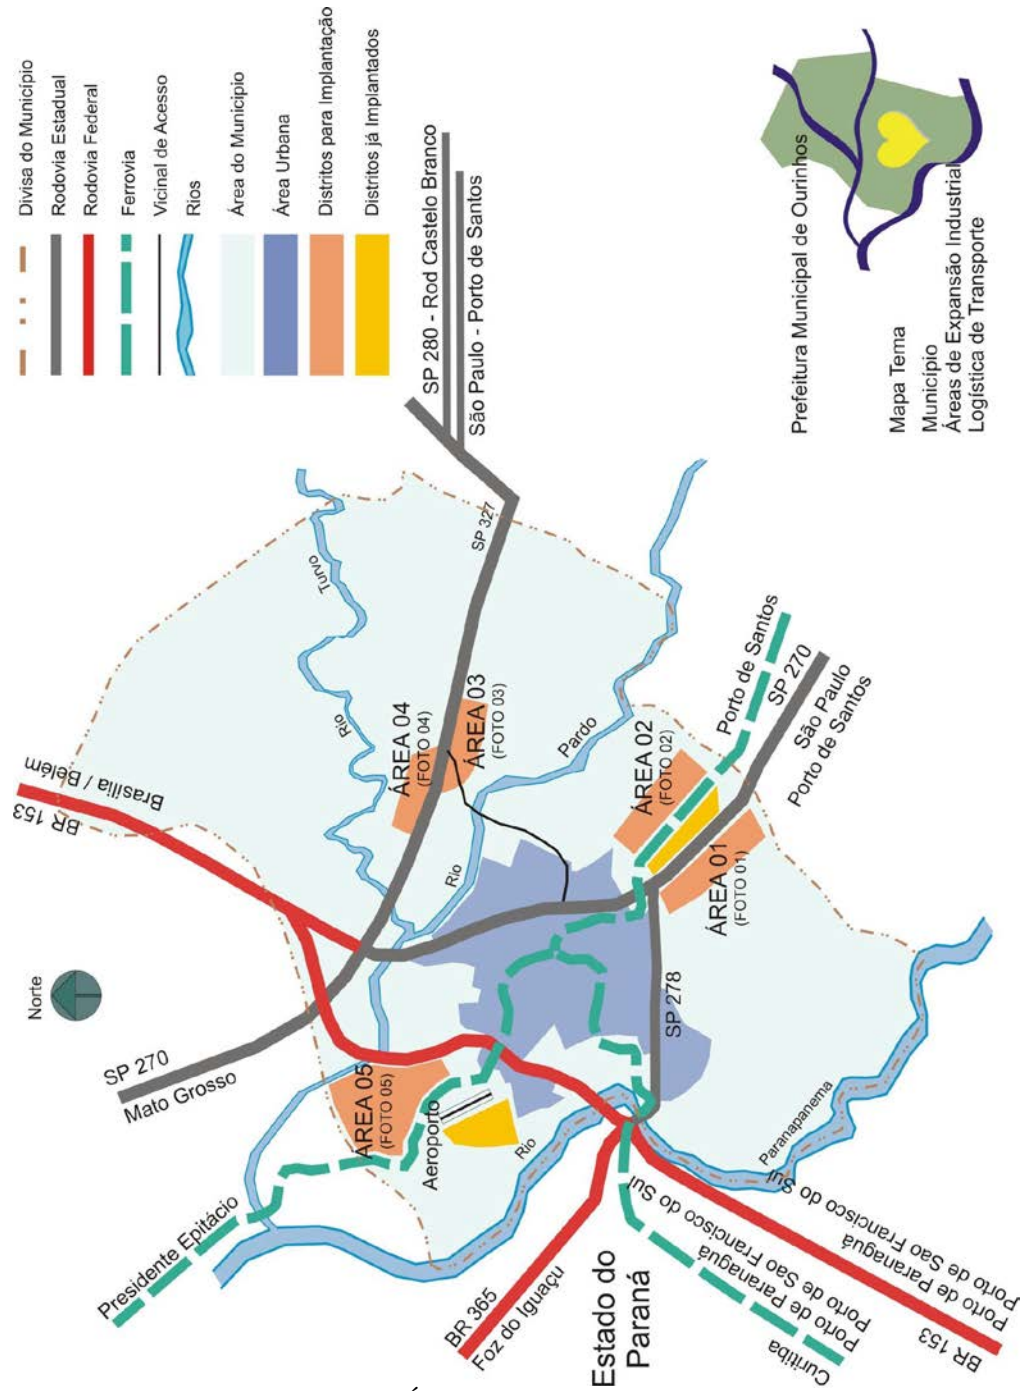 Divisa do Município
Rodovia Estadual
Rodovia Federal
Ferrovia
Vicinal de Acesso
Rios
Área do Municipio
Área Urbana
Distritos para Implantação
Distritos já Implantados
SP 280 - Rod Castelo Branco
São Paulo - Porto de Santos
Norte
BR 153
Brasília / Belém
SP 270
Mato Grosso
Rio
Turvo
SP 327
ÁREA 04
(FOTO 04)
ÁREA 03
(FOTO 03)
Rio
Pardo
ÁREA 02
(FOTO 02)
Porto de Santos
SP 270
São Paulo
Porto de Santos
ÁREA 01
(FOTO 01)
SP 278
ÁREA 05
(FOTO 05)
Aeroporto
Presidente Epitácio
Rio
Paranapanema
BR 365
Foz do Iguaçu
Estado do
Paraná
Porto de Sao Francisco do Sul
Porto de Paranaguá
Curitiba
Porto de Sao Francisco do Sul
Porto de Paranaguá
BR 153
Prefeitura Municipal de Ourinhos
Mapa Tema
Município
Áreas de Expansão Industrial
Logística de Transporte